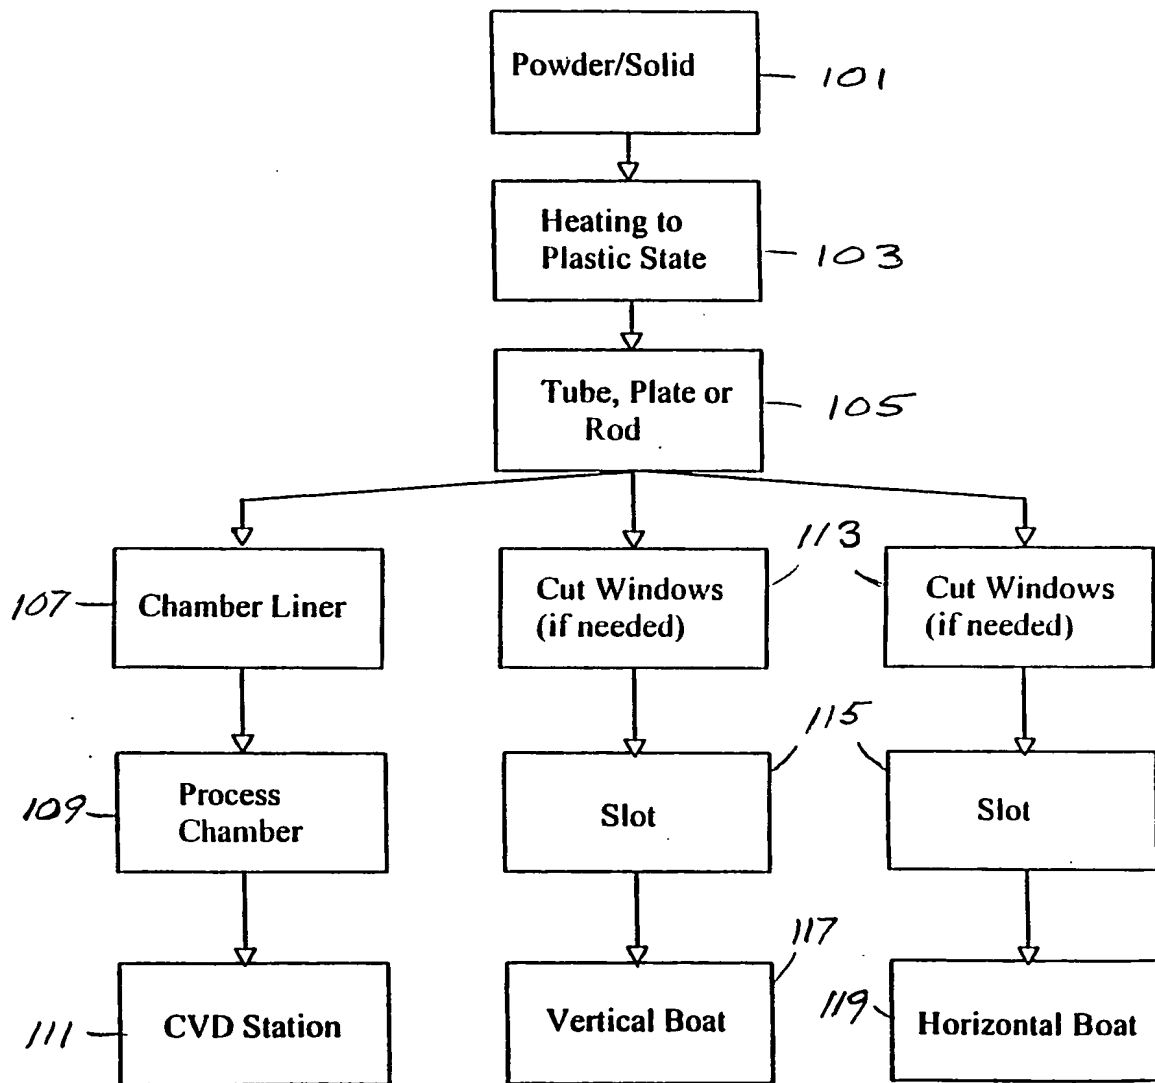 Powder/Solid
101
Heating to
Plastic State
103
Tube, Plate or
Rod
105
107
Chamber Liner
Cut Windows
(if needed)
113
Cut Windows
(if needed)
109
Process
Chamber
Slot
115
Slot
111
CVD Station
Vertical Boat
117
119
Horizontal Boat